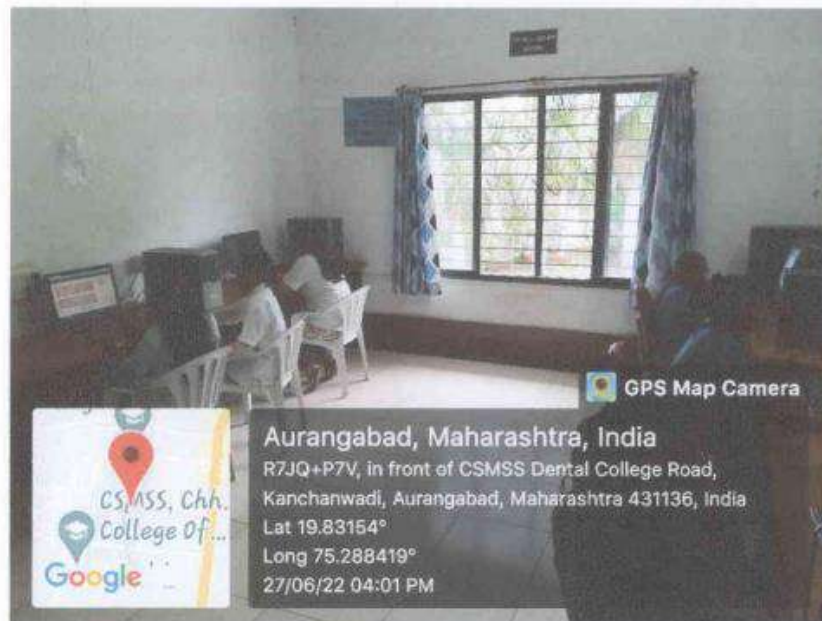 GPS Map Camera
Aurangabad, Maharashtra, India
R7JQ+P7V, in front of CSMSS Dental College Road,
Kanchanwadi, Aurangabad, Maharashtra 431136, India
Lat 19.83154°
Long 75.288419°
27/06/22 04:01 PM
CSMSS, Chh.
College Of...
Google